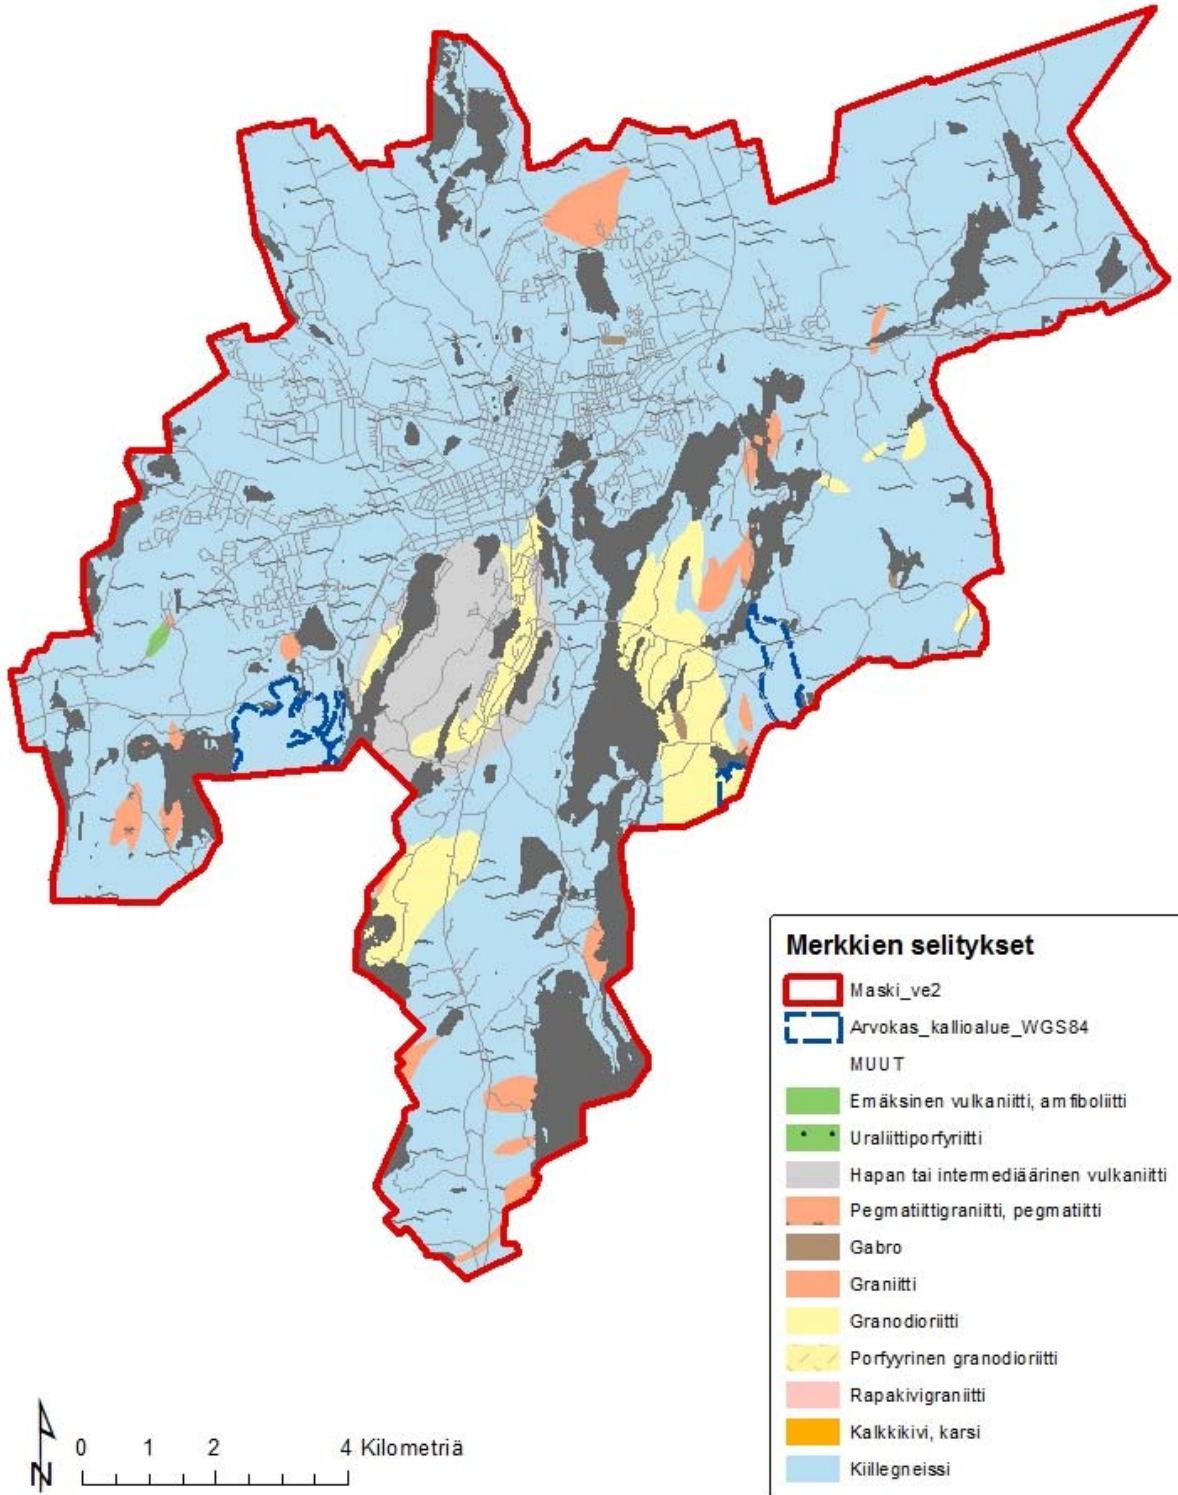 Merkkien selitykset
Maski_ve2
Arvokas_kallioalue_WGS84
MUUT
Emäksinen vulkaniitti, amfiboliitti
Uraliittiporfyriitti
Hapan tai intermediäärinen vulkaniitti
Pegmatiittigraniitti, pegmatiitti
Gabro
Graniitti
Granodioriitti
Porfyyrinen granodioriitti
Rapakivigraniitti
Kalkkikivi, karsi
Kiillegneissi
N
0 1 2 4 Kilometriä